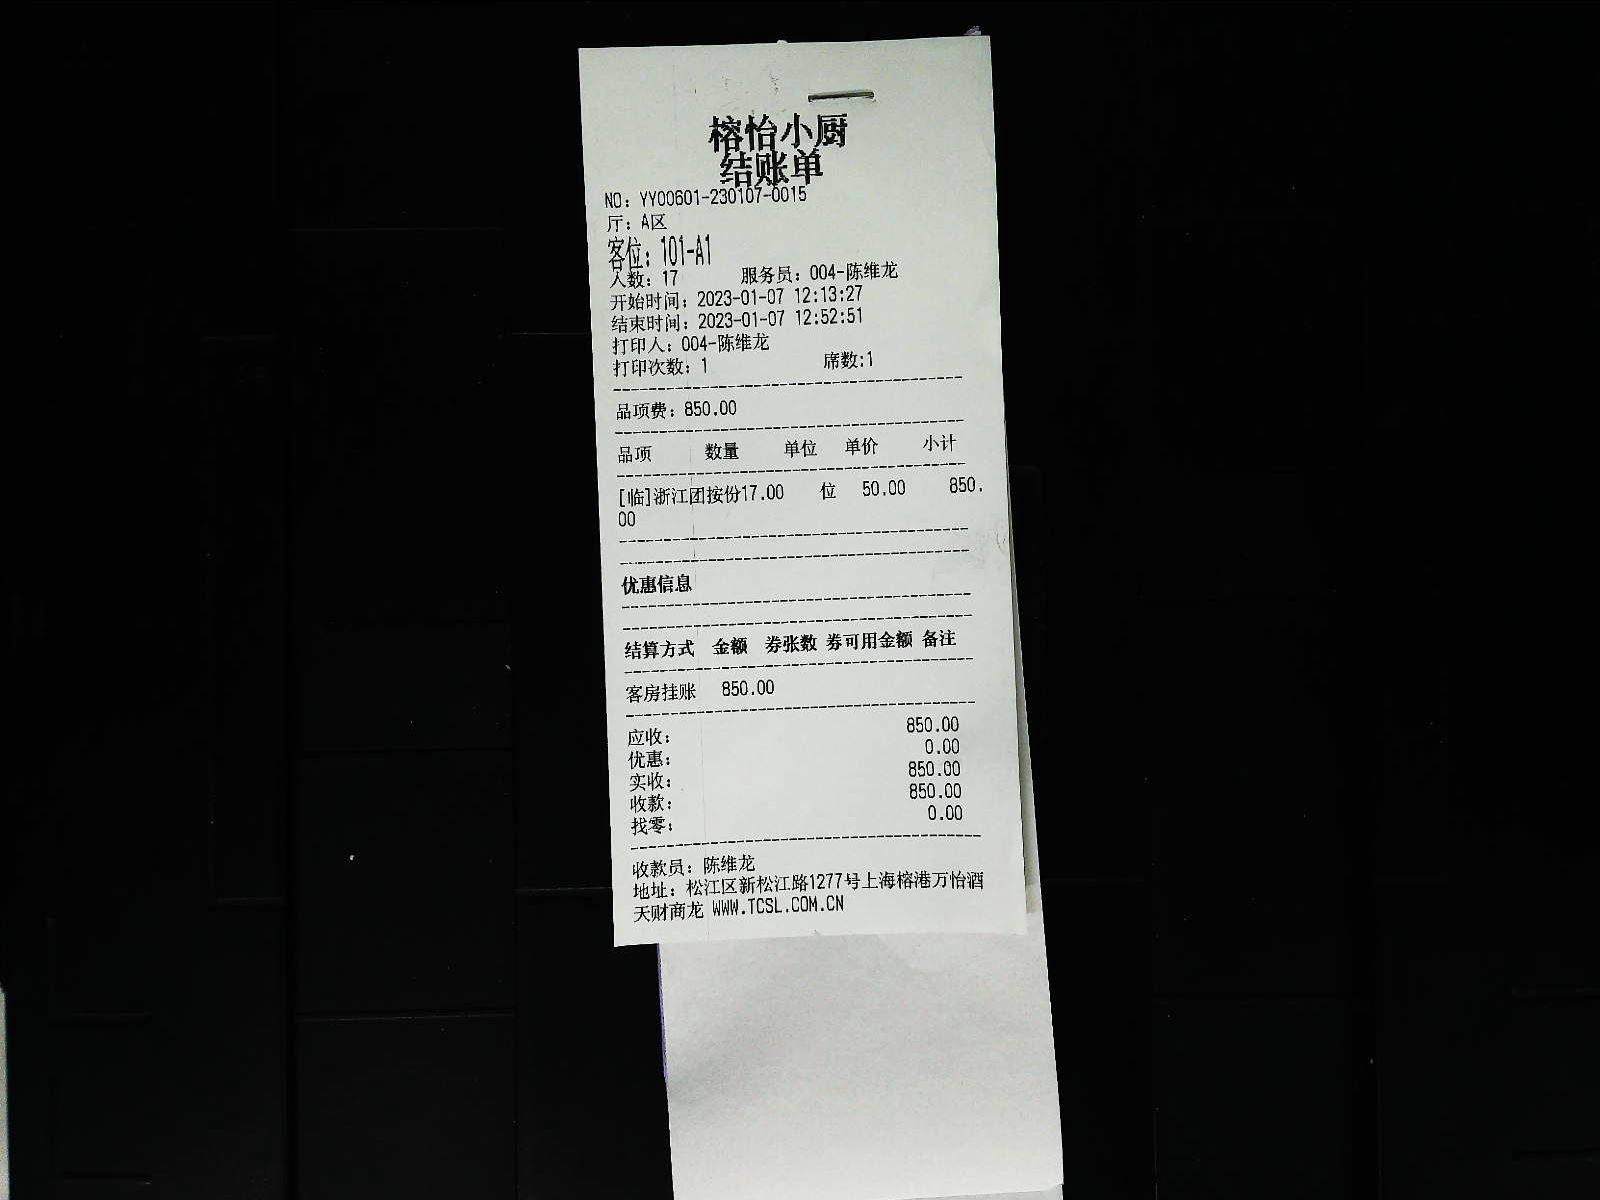 榕怡小厨
结账单
NO: YY00601-230107-0015
厅: A区
客位: 101-A1
人数: 17 服务员: 004-陈维龙
开始时间: 2023-01-07 12:13:27
结束时间: 2023-01-07 12:52:51
打印人: 004-陈维龙
打印次数: 1 席数:1
品项费: 850.00
品项 数量 单位 单价 小计
[临]浙江团按份17.00 位 50.00 850.
00
优惠信息
结算方式 金额 券张数 券可用金额 备注
客房挂账 850.00
应收: 850.00
优惠: 0.00
实收: 850.00
收款: 850.00
找零: 0.00
收款员: 陈维龙
地址: 松江区新松江路1277号上海榕港万怡酒
天财商龙 WWW.TCSL.COM.CN